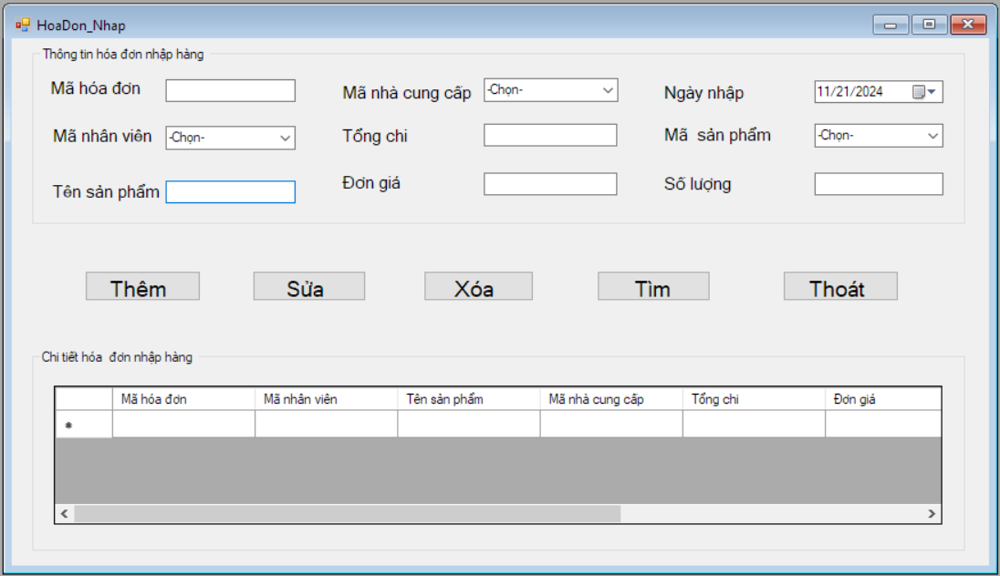 HoaDon_Nhap
Thông tin hóa đơn nhập hàng
Mã hóa đơn Mã nhà cung cấp -Chọn- Ngày nhập 11/21/2024
Mã nhân viên -Chọn- Tổng chi Mã sản phẩm -Chọn-
Tên sản phẩm Đơn giá Số lượng
Thêm Sửa Xóa Tìm Thoát
Chi tiết hóa đơn nhập hàng
Mã hóa đơn Mã nhân viên Tên sản phẩm Mã nhà cung cấp Tổng chi Đơn giá